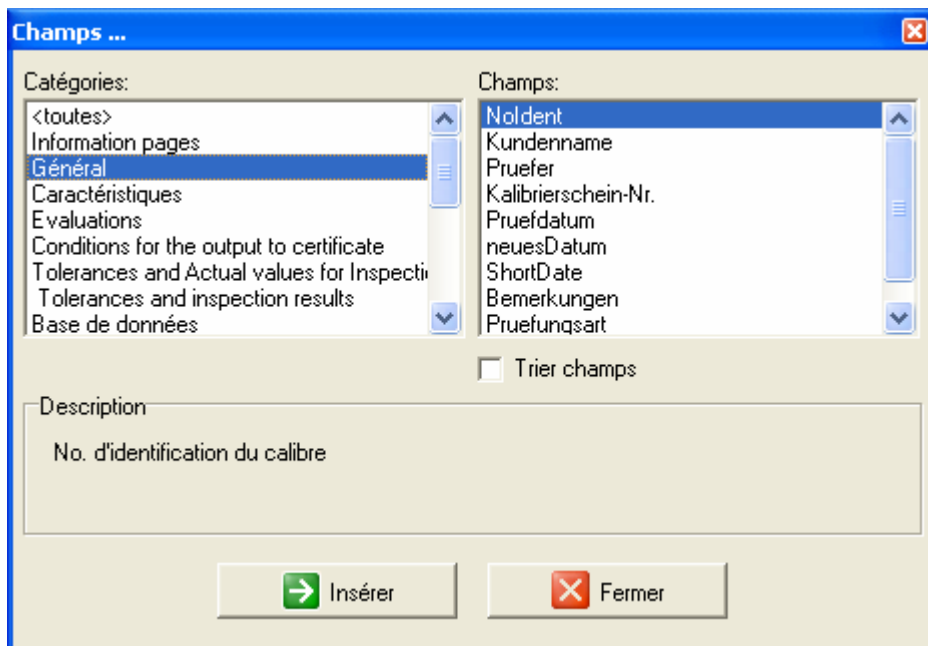 Champs ...
Catégories:
<toutes>
Information pages
Général
Caractéristiques
Evaluations
Conditions for the output to certificate
Tolerances and Actual values for Inspecti
Tolerances and inspection results
Base de données
Champs:
NoIdent
Kundenname
Pruefer
Kalibrierschein-Nr.
Pruefdatum
neuesDatum
ShortDate
Bemerkungen
Pruefungsart
Trier champs
Description
No. d'identification du calibre
Insérer
Fermer